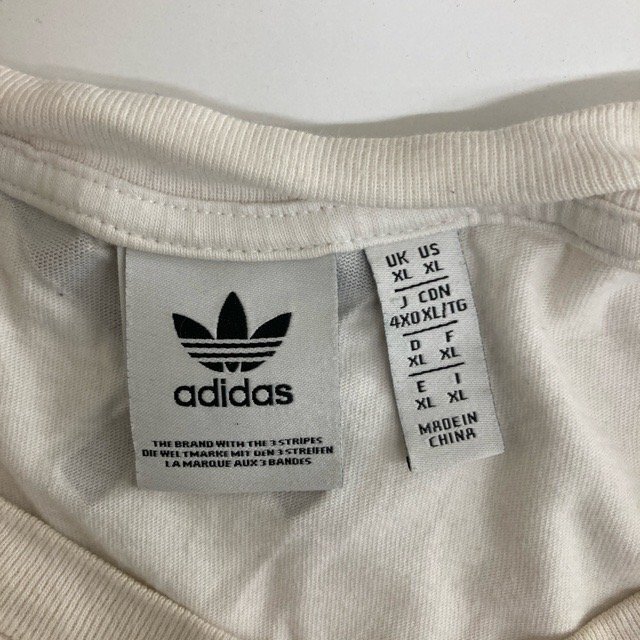 adidas
THE BRAND WITH THE 3 STRIPES
DIE WELTMARKE MIT DEN 3 STREIFEN
LA MARQUE AUX 3 BANDES
UK US
XL XL
J CDN
4XO XL/TG
D F
XL XL
E I
XL XL
MADE IN
CHINA